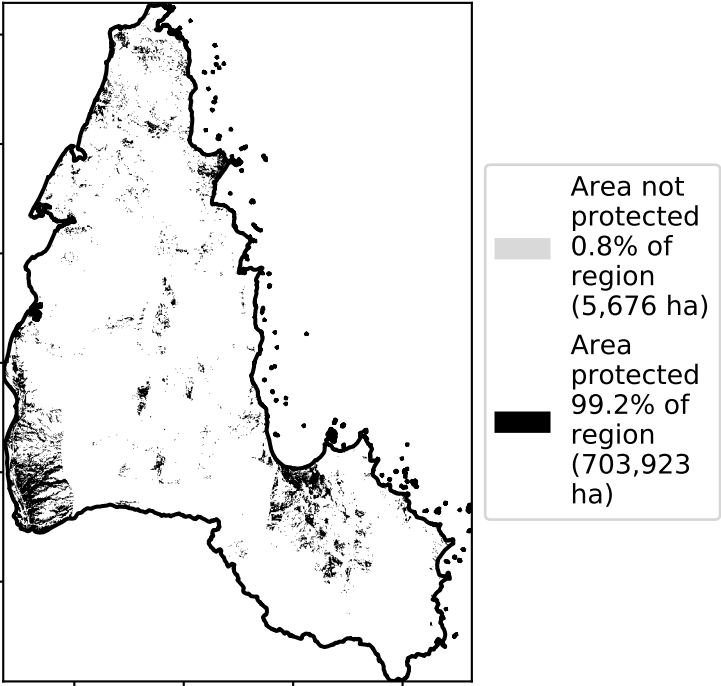 Area not
protected
0.8% of
region
(5,676 ha)
Area
protected
99.2% of
region
(703,923
ha)